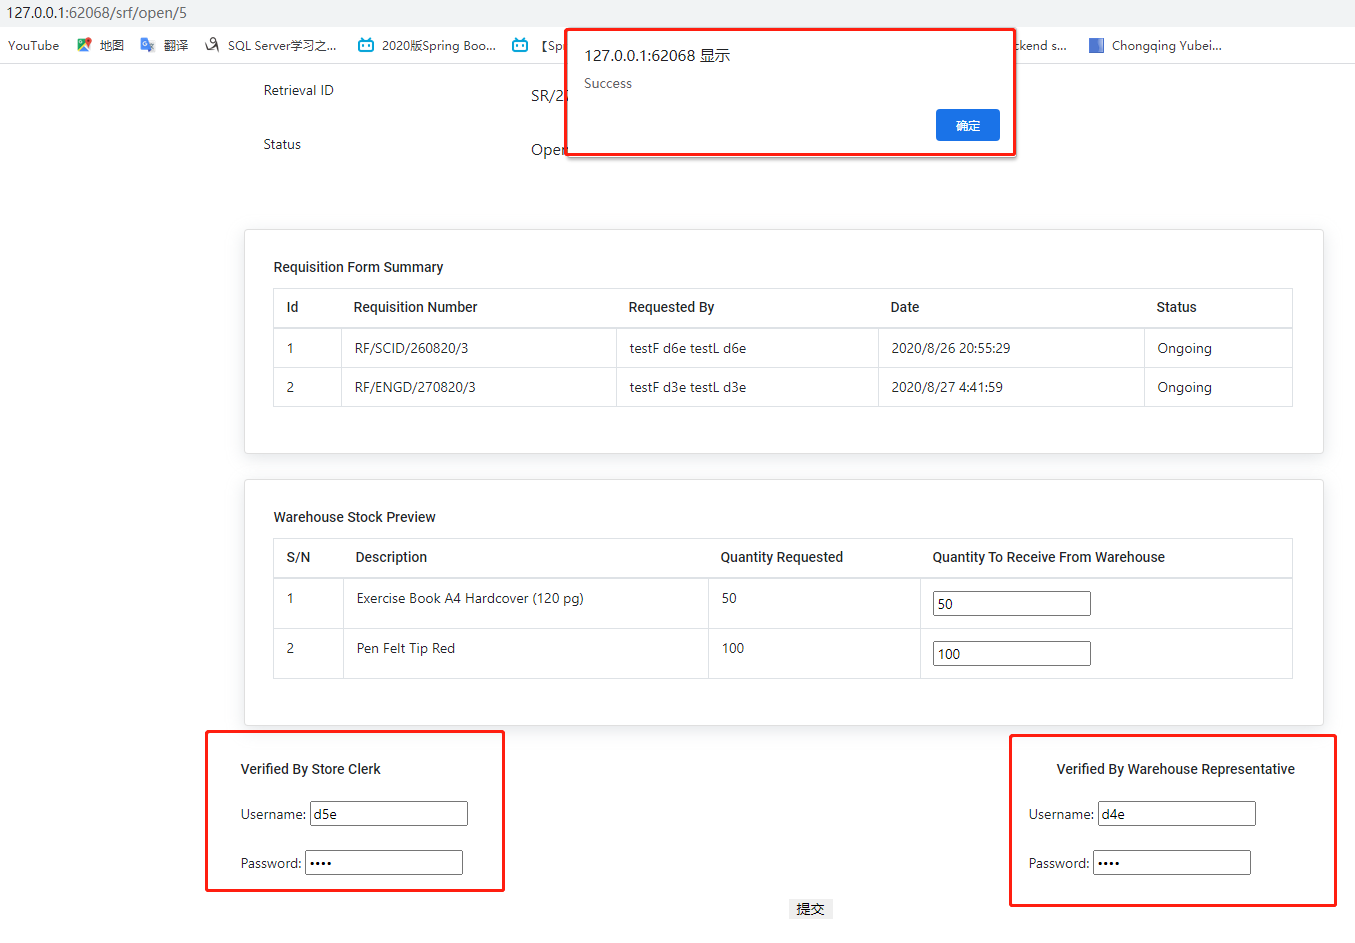 127.0.0.1:62068/srf/open/5
YouTube 地图 翻译 SQL Server学习之... 2020版Spring Boo... 【Sp ckend s... Chongqing Yubei...
127.0.0.1:62068 显示
Success
确定
Retrieval ID SR/27
Status Open
Requisition Form Summary
Id Requisition Number Requested By Date Status
1 RF/SCID/260820/3 testF d6e testL d6e 2020/8/26 20:55:29 Ongoing
2 RF/ENGD/270820/3 testF d3e testL d3e 2020/8/27 4:41:59 Ongoing
Warehouse Stock Preview
S/N Description Quantity Requested Quantity To Receive From Warehouse
1 Exercise Book A4 Hardcover (120 pg) 50 50
2 Pen Felt Tip Red 100 100
Verified By Store Clerk Verified By Warehouse Representative
Username: d5e Username: d4e
Password: •••• Password: ••••
提交